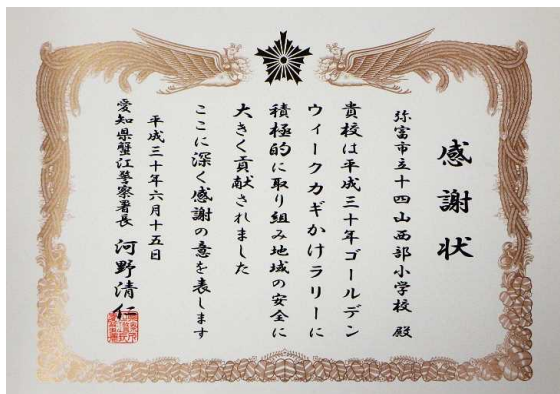 感謝状
弥富市立十四山西部小学校 殿
貴校は平成三十年ゴールデン
ウィークカギかけラリーに
積極的に取り組み地域の安全に
大きく貢献されました
ここに深く感謝の意を表します
平成三十年六月十五日
愛知県蟹江警察署長 河野清仁